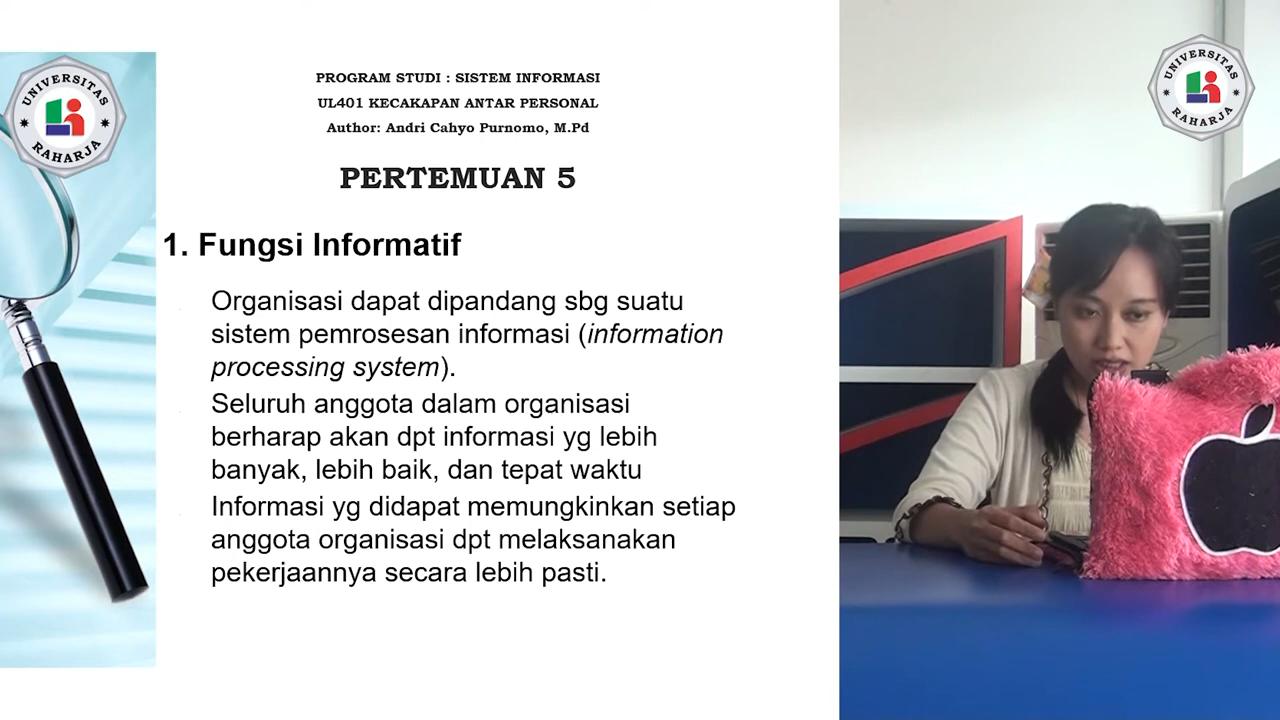 UNIVERSITAS
RAHARJA
PROGRAM STUDI : SISTEM INFORMASI
UL401 KECAKAPAN ANTAR PERSONAL
Author: Andri Cahyo Purnomo, M.Pd
PERTEMUAN 5
1. Fungsi Informatif
Organisasi dapat dipandang sbg suatu
sistem pemrosesan informasi (information
processing system).
Seluruh anggota dalam organisasi
berharap akan dpt informasi yg lebih
banyak, lebih baik, dan tepat waktu
Informasi yg didapat memungkinkan setiap
anggota organisasi dpt melaksanakan
pekerjaannya secara lebih pasti.
UNIVERSITAS
RAHARJA